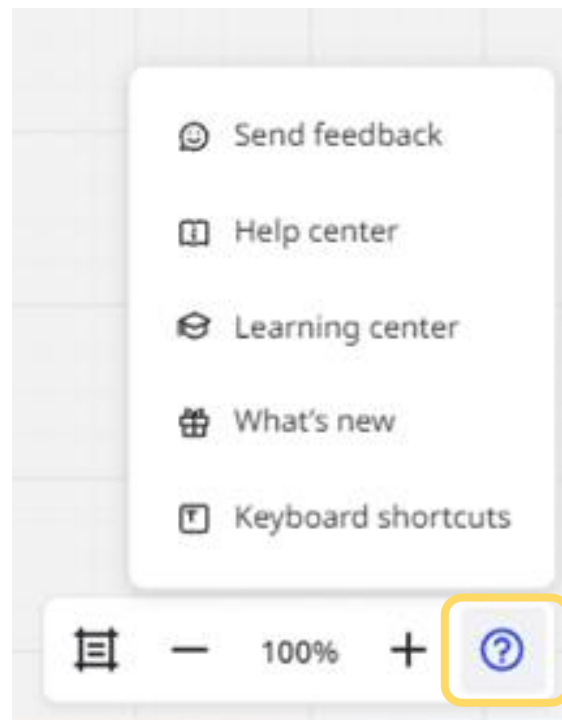 Send feedback
Help center
Learning center
What's new
Keyboard shortcuts
100%